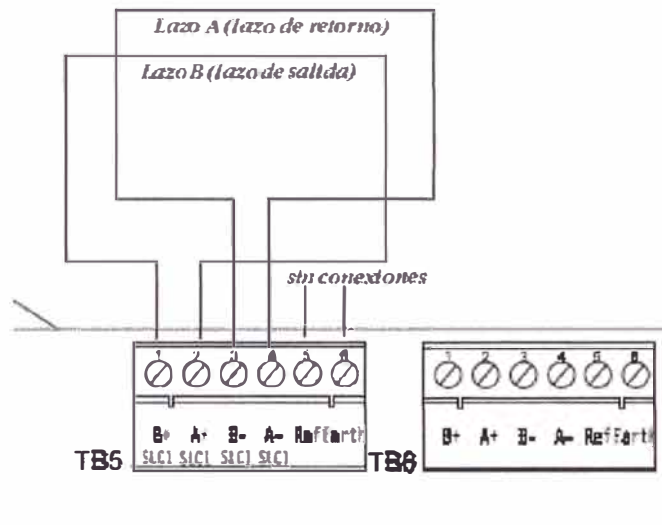 Lazo A (lazo de retorno)
Lazo B (lazo de salida)
sin conexiones
1 2 3 4 5 6
1 2 3 4 5 6
B+ A+ B- A- Ref Earth
B+ A+ B- A- Ref Earth
TB5 SLC1 SLC1 SLC1 SLC1
TB6